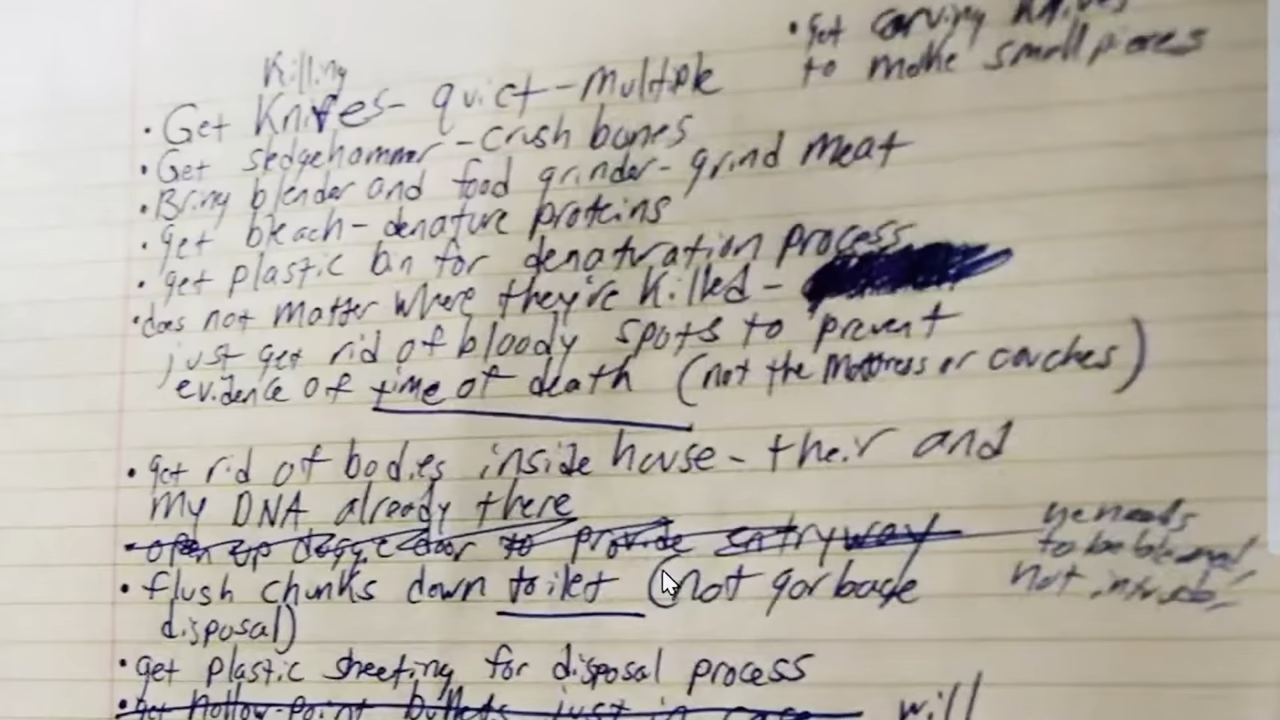 • get carving knives
to make small pieces
Killing
• Get Knives - quiet - multiple
• Get sledgehammer - crush bones
• Bring blender and food grinder - grind meat
• get bleach - denature proteins
• get plastic bin for denaturation process
• does not matter where they're killed -
just get rid of bloody spots to prevent
evidence of time of death (not the mattress or couches)
• get rid of bodies inside house - their and
my DNA already there
• open up doggie door to provide entryway
he needs
to be blamed,
not
• flush chunks down toilet (not garbage
disposal)
• get plastic sheeting for disposal process
• get hollow-point bullets just in case
will